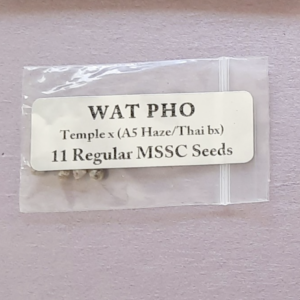 WAT PHO
Temple x (A5 Haze/Thai bx)
11 Regular MSSC Seeds